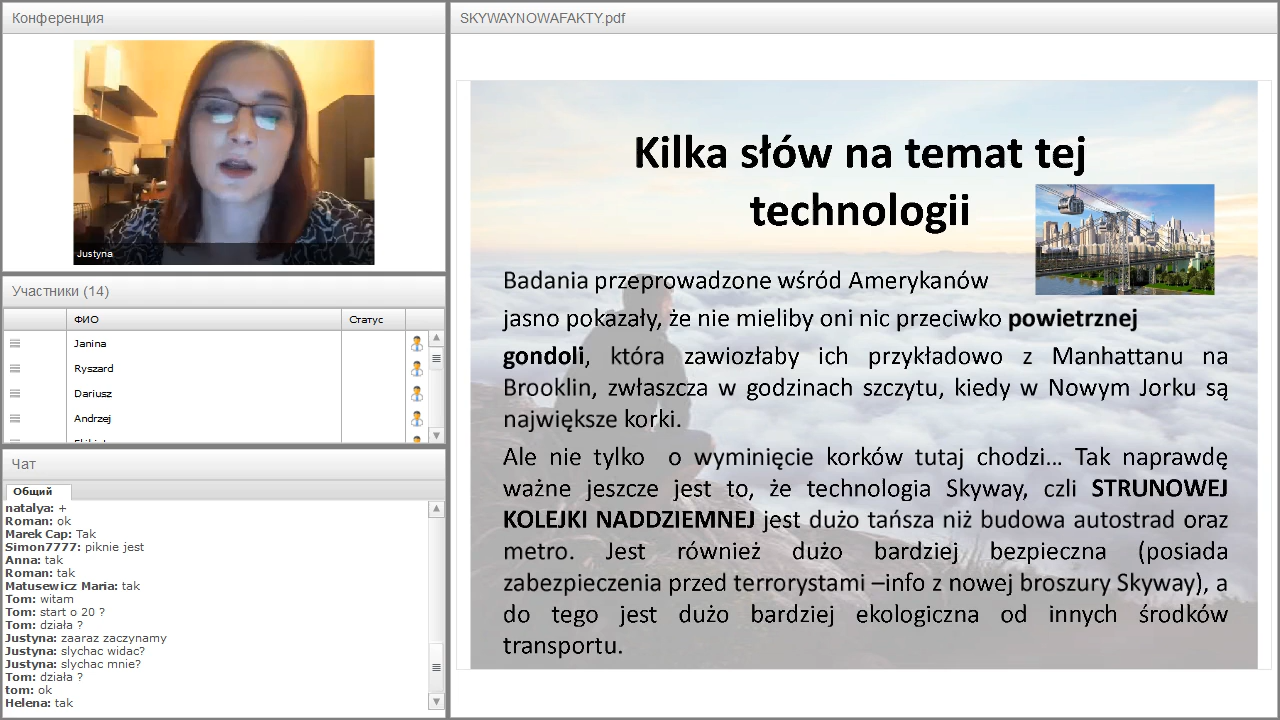 Конференция
Justyna
Участники (14)
ФИО
Статус
Janina
Ryszard
Dariusz
Andrzej
Чат
Общий
natalya: +
Roman: ok
Marek Cap: Tak
Simon7777: piknie jest
Anna: tak
Roman: tak
Matusewicz Maria: tak
Tom: witam
Tom: start o 20 ?
Tom: działa ?
Justyna: zaaraz zaczynamy
Justyna: slychac widac?
Justyna: slychac mnie?
Tom: działa ?
tom: ok
Helena: tak
SKYWAYNOWAFAKTY.pdf
Kilka słów na temat tej
technologii
Badania przeprowadzone wśród Amerykanów
jasno pokazały, że nie mieliby oni nic przeciwko powietrznej
gondoli, która zawiozłaby ich przykładowo z Manhattanu na
Brooklin, zwłaszcza w godzinach szczytu, kiedy w Nowym Jorku są
największe korki.
Ale nie tylko o wyminięcie korków tutaj chodzi... Tak naprawdę
ważne jeszcze jest to, że technologia Skyway, czli STRUNOWEJ
KOLEJKI NADDZIEMNEJ jest dużo tańsza niż budowa autostrad oraz
metro. Jest również dużo bardziej bezpieczna (posiada
zabezpieczenia przed terrorystami –info z nowej broszury Skyway), a
do tego jest dużo bardziej ekologiczna od innych środków
transportu.